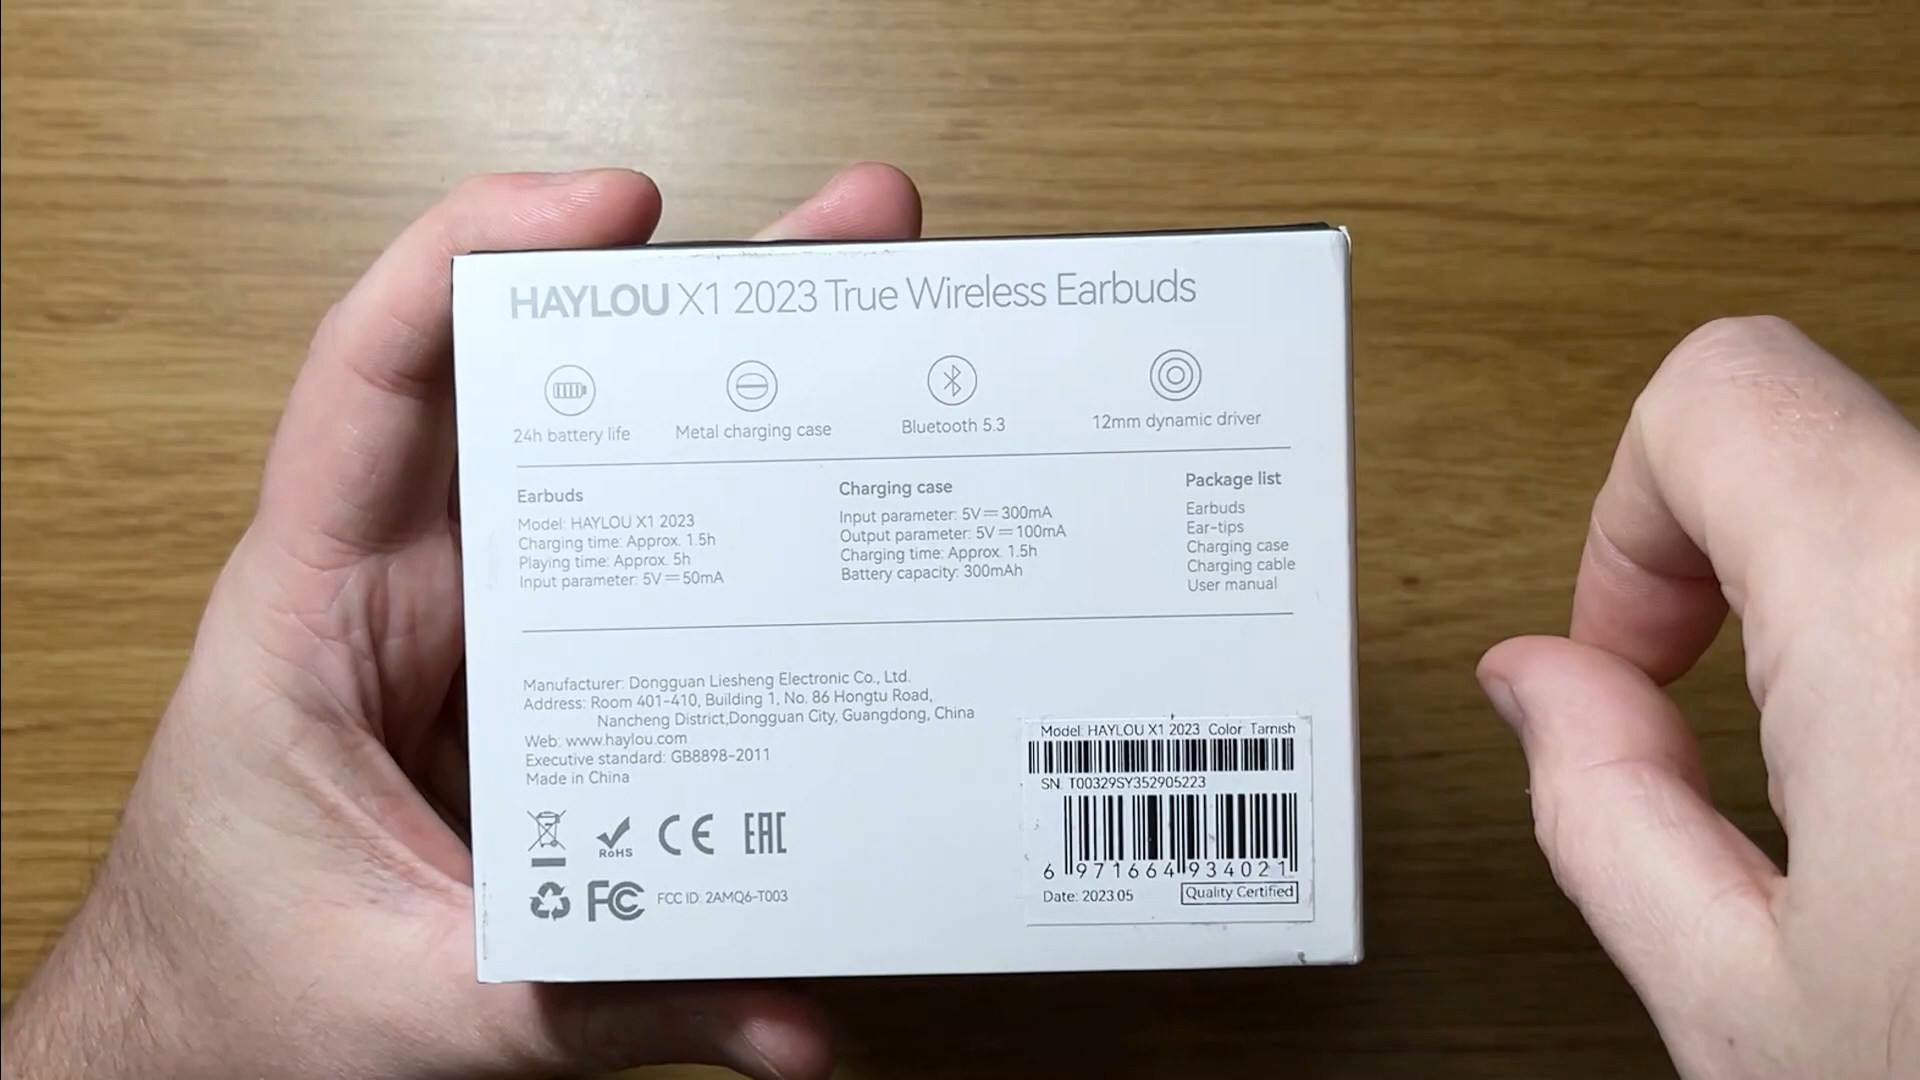 HAYLOU X1 2023 True Wireless Earbuds
24h battery life
Metal charging case
Bluetooth 5.3
12mm dynamic driver
Earbuds
Model: HAYLOU X1 2023
Charging time: Approx. 1.5h
Playing time: Approx. 5h
Input parameter: 5V⎓50mA
Charging case
Input parameter: 5V⎓300mA
Output parameter: 5V⎓100mA
Charging time: Approx. 1.5h
Battery capacity: 300mAh
Package list
Earbuds
Ear-tips
Charging case
Charging cable
User manual
Manufacturer: Dongguan Liesheng Electronic Co., Ltd.
Address: Room 401-410, Building 1, No. 86 Hongtu Road,
Nancheng District,Dongguan City, Guangdong, China
Web: www.haylou.com
Executive standard: GB8898-2011
Made in China
RoHS
CE
EAC
FC
FCC ID: 2AMQ6-T003
Model: HAYLOU X1 2023 Color: Tarnish
SN: T00329SY352905223
6 971664 934021
Date: 2023.05
Quality Certified